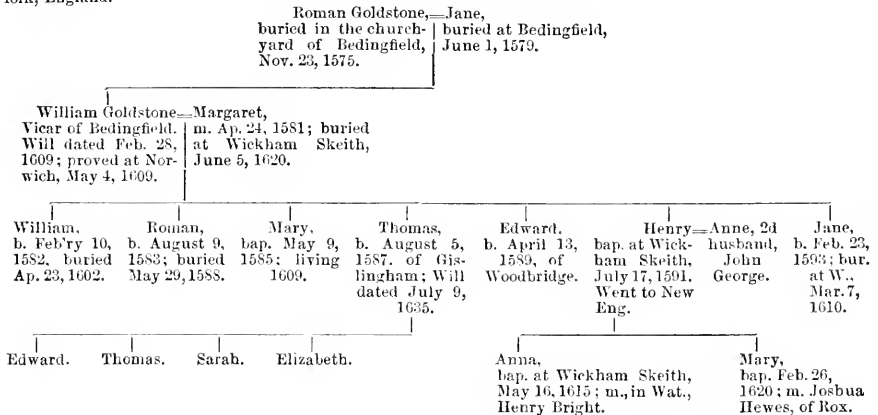 folk, England.
Roman Goldstone,=Jane,
buried in the church- | buried at Bedingfield,
yard of Bedingfield, | June 1, 1579.
Nov. 23, 1575.
William Goldstone=Margaret,
Vicar of Bedingfield. | m. Ap. 24, 1581; buried
Will dated Feb. 28, | at Wickham Skeith,
1609; proved at Nor- | June 5, 1620.
wich, May 4, 1609.
William,
b. Feb'ry 10,
1582, buried
Ap. 23, 1602.
Roman,
b. August 9,
1583; buried
May 29, 1588.
Mary,
bap. May 9,
1585; living
1609.
Thomas,
b. August 5,
1587. of Gis-
lingham; Will
dated July 9,
1635.
Edward.
b. April 13,
1589, of
Woodbridge.
Henry=Anne, 2d
bap. at Wick- husband,
ham Skeith, John
July 17, 1591. George.
Went to New
Eng.
Jane,
b. Feb. 23,
1593; bur.
at W.,
Mar. 7,
1610.
Edward. Thomas. Sarah. Elizabeth.
Anna,
bap. at Wickham Skeith,
May 16, 1615; m., in Wat.,
Henry Bright.
Mary,
bap. Feb. 26,
1620; m. Joshua
Hewes, of Rox.